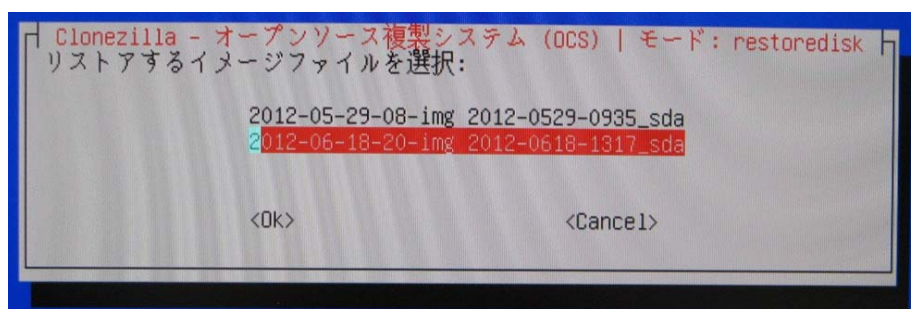 Clonezilla - オープンソース複製システム (OCS) | モード: restoredisk
リストアするイメージファイルを選択:
2012-05-29-08-img 2012-0529-0935_sda
2012-06-18-20-img 2012-0618-1317_sda
<Ok> <Cancel>